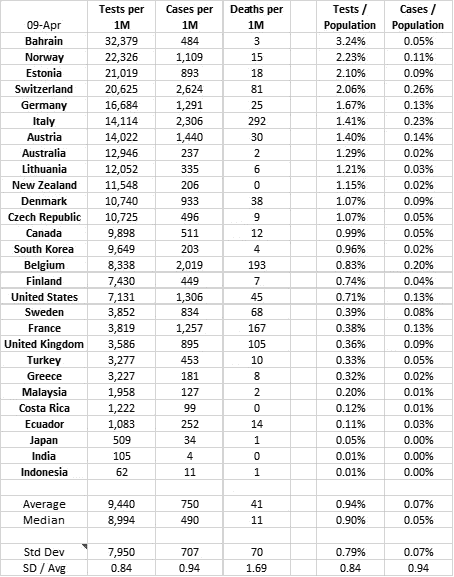 Tests per Cases per Deaths per Tests / Cases /
09-Apr 1M 1M 1M Population Population
Bahrain 32,379 484 3 3.24% 0.05%
Norway 22,326 1,109 15 2.23% 0.11%
Estonia 21,019 893 18 2.10% 0.09%
Switzerland 20,625 2,624 81 2.06% 0.26%
Germany 16,684 1,291 25 1.67% 0.13%
Italy 14,114 2,306 292 1.41% 0.23%
Austria 14,022 1,440 30 1.40% 0.14%
Australia 12,946 237 2 1.29% 0.02%
Lithuania 12,052 335 6 1.21% 0.03%
New Zealand 11,548 206 0 1.15% 0.02%
Denmark 10,740 933 38 1.07% 0.09%
Czech Republic 10,725 496 9 1.07% 0.05%
Canada 9,898 511 12 0.99% 0.05%
South Korea 9,649 203 4 0.96% 0.02%
Belgium 8,338 2,019 193 0.83% 0.20%
Finland 7,430 449 7 0.74% 0.04%
United States 7,131 1,306 45 0.71% 0.13%
Sweden 3,852 834 68 0.39% 0.08%
France 3,819 1,257 167 0.38% 0.13%
United Kingdom 3,586 895 105 0.36% 0.09%
Turkey 3,277 453 10 0.33% 0.05%
Greece 3,227 181 8 0.32% 0.02%
Malaysia 1,958 127 2 0.20% 0.01%
Costa Rica 1,222 99 0 0.12% 0.01%
Ecuador 1,083 252 14 0.11% 0.03%
Japan 509 34 1 0.05% 0.00%
India 105 4 0 0.01% 0.00%
Indonesia 62 11 1 0.01% 0.00%
Average 9,440 750 41 0.94% 0.07%
Median 8,994 490 11 0.90% 0.05%
Std Dev 7,950 707 70 0.79% 0.07%
SD / Avg 0.84 0.94 1.69 0.84 0.94